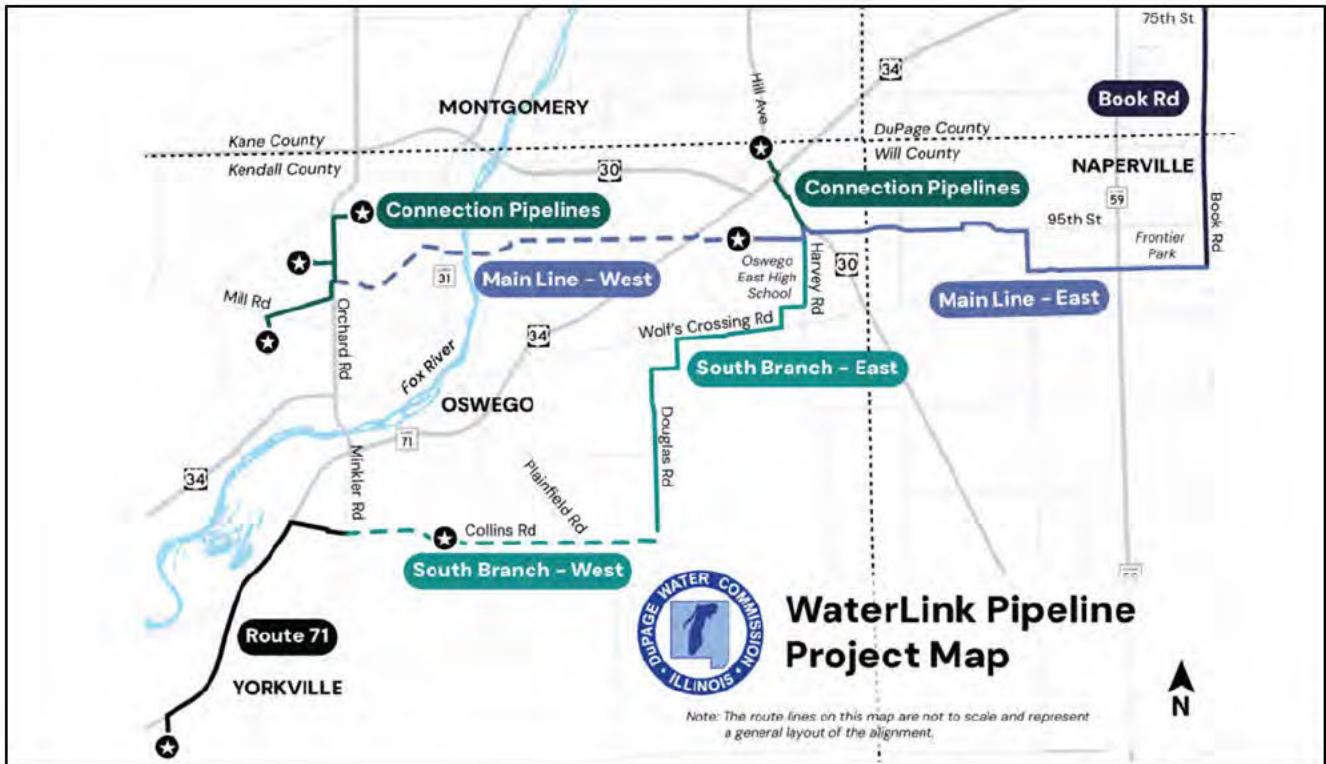 75th St
34
Hill Ave
MONTGOMERY
Book Rd
Kane County
DuPage County
Kendall County
Will County
30
NAPERVILLE
Connection Pipelines
Connection Pipelines
59
Book Rd
95th St
Oswego
East High
School
Harvey Rd
30
Frontier
Park
31
Main Line - West
Main Line - East
Mill Rd
Orchard Rd
Wolf's Crossing Rd
34
Fox River
South Branch - East
OSWEGO
71
Douglas Rd
Minkler Rd
Plainfield Rd
34
Collins Rd
South Branch - West
DUPAGE WATER COMMISSION
ILLINOIS
WaterLink Pipeline
Project Map
Route 71
YORKVILLE
N
Note: The route lines on this map are not to scale and represent
a general layout of the alignment.